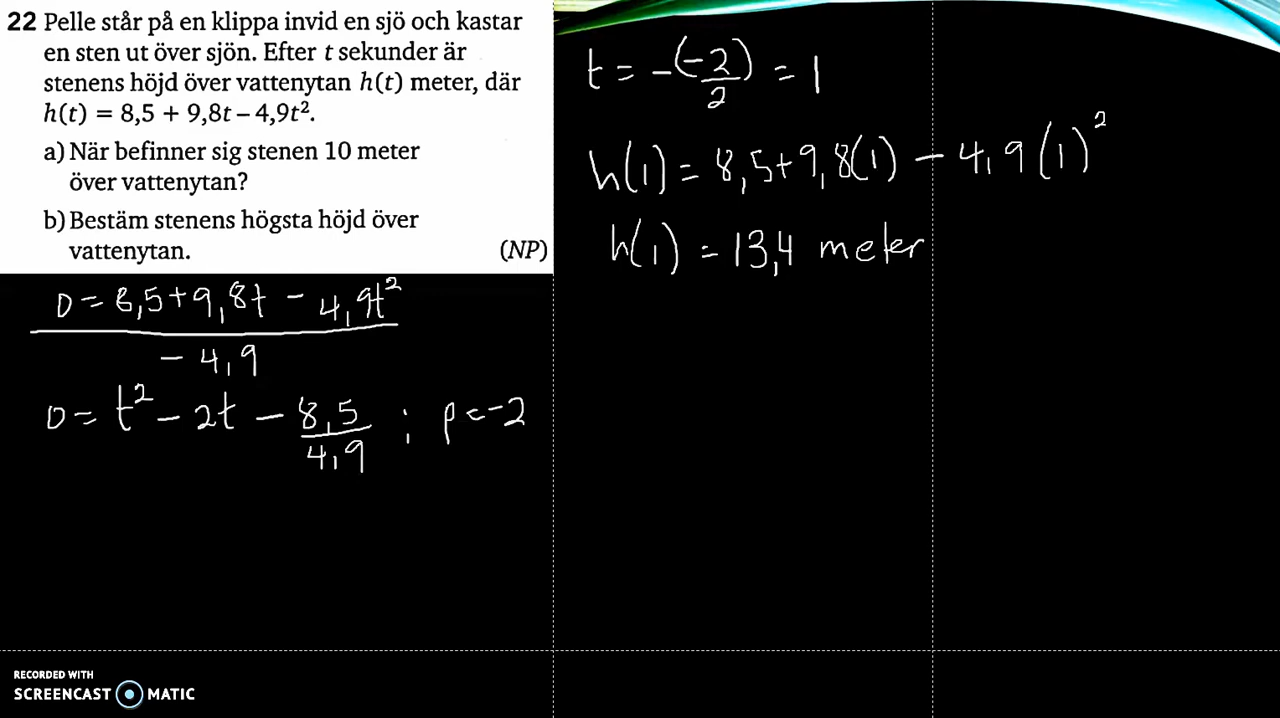 22 Pelle står på en klippa invid en sjö och kastar
en sten ut över sjön. Efter t sekunder är
stenens höjd över vattenytan h(t) meter, där
h(t) = 8,5 + 9,8t – 4,9t².
a) När befinner sig stenen 10 meter
över vattenytan?
b) Bestäm stenens högsta höjd över
vattenytan. (NP)
0 = 8,5 + 9,8t - 4,9t²
- 4,9
0 = t² - 2t - 8,5/4,9 ; p = -2
t = -(-2/2) = 1
h(1) = 8,5 + 9,8(1) - 4,9(1)²
h(1) = 13,4 meter
RECORDED WITH
SCREENCAST MATIC